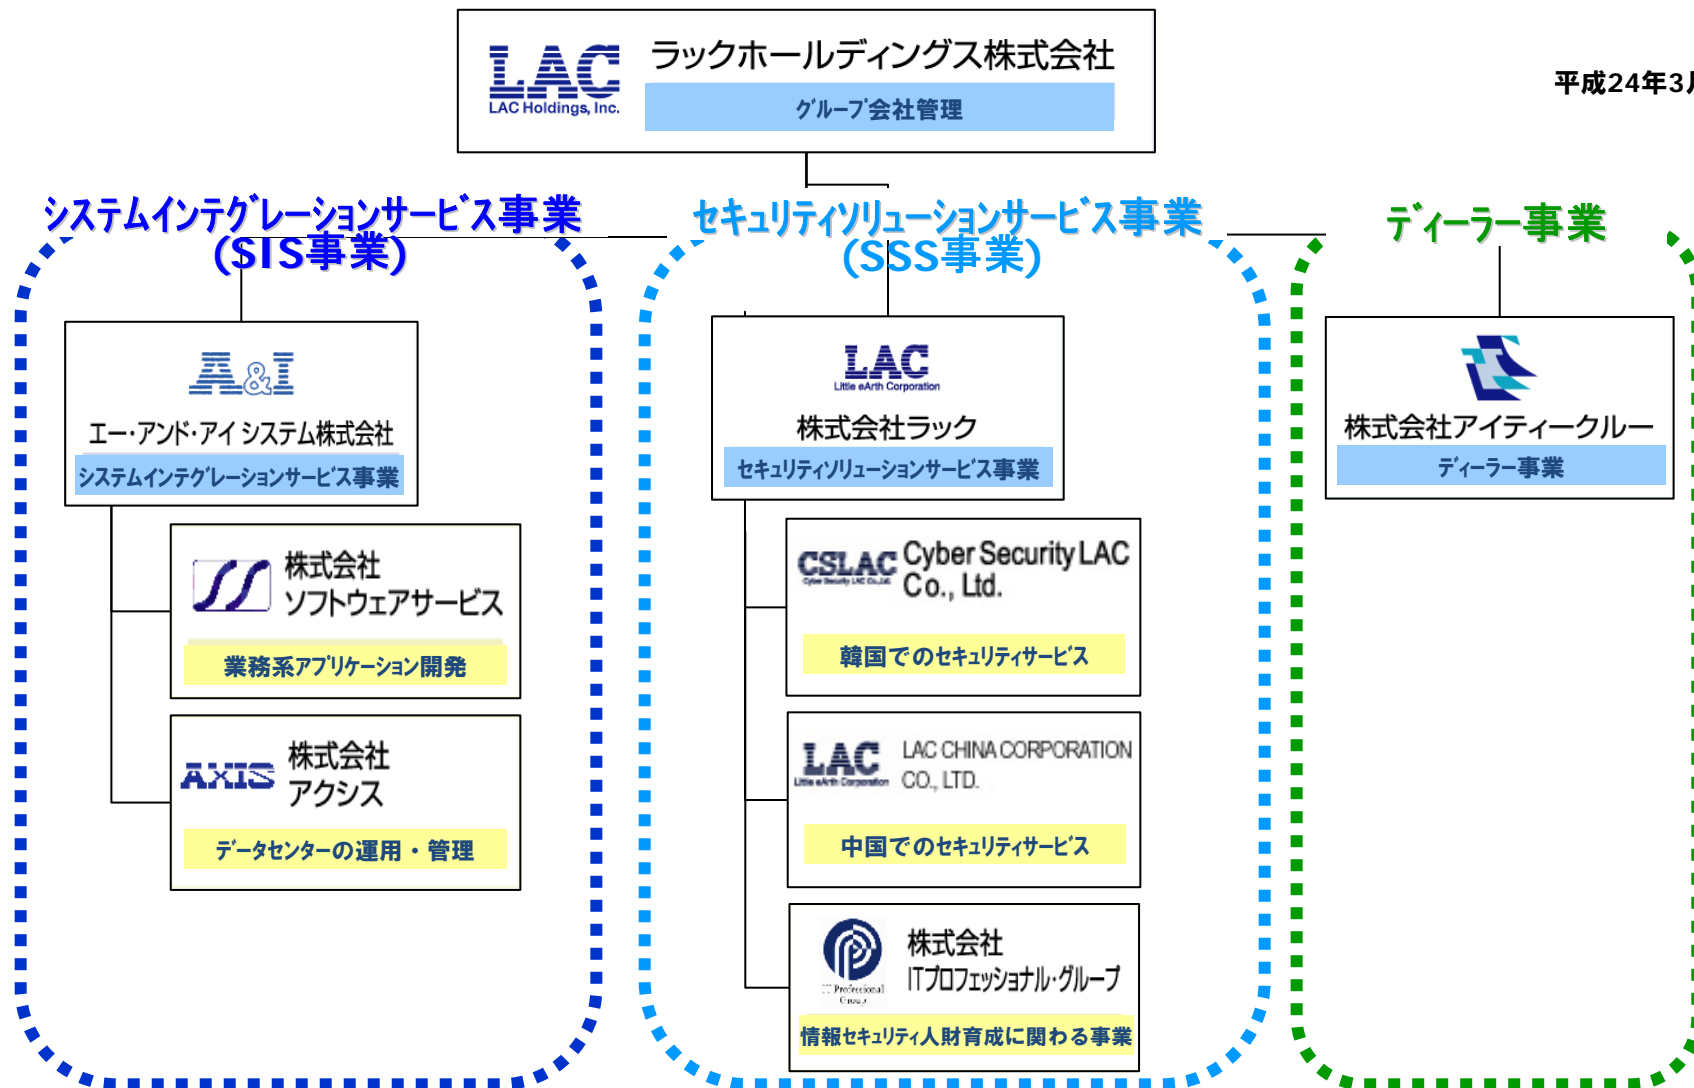 LAC
LAC Holdings, Inc.
ラックホールディングス株式会社
グループ会社管理
平成24年3月
システムインテグレーションサービス事業
(SIS事業)
A&I
エー・アンド・アイ システム株式会社
システムインテグレーションサービス事業
株式会社
ソフトウェアサービス
業務系アプリケーション開発
AXIS
株式会社
アクシス
データセンターの運用・管理
セキュリティソリューションサービス事業
(SSS事業)
LAC
Little eArth Corporation
株式会社ラック
セキュリティソリューションサービス事業
CSLAC
Cyber Security LAC Co.,Ltd.
Cyber Security LAC
Co., Ltd.
韓国でのセキュリティサービス
LAC
Little eArth Corporation
LAC CHINA CORPORATION
CO., LTD.
中国でのセキュリティサービス
IT Professional
Group
株式会社
ITプロフェッショナル・グループ
情報セキュリティ人財育成に関わる事業
ディーラー事業
株式会社アイティークルー
ディーラー事業